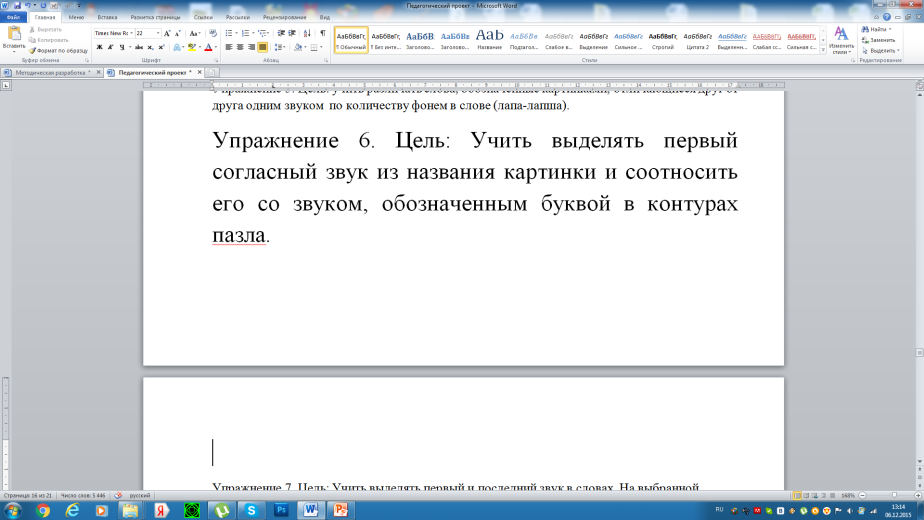 Педагогический проект - Microsoft Word
Файл Главная Меню Вставка Разметка страницы Ссылки Рассылки Рецензирование Вид
Вставить
Вырезать
Копировать
Формат по образцу
Буфер обмена
Times New Ro 22
Шрифт
Абзац
АаБбВвГг, АаБбВвГг, АаБбВ АаБбВв Ааb АаБбВв АаБбВвГг АаБбВвГг АаБбВвГг АаБбВвГг АаБбВвГг АаБбВвГг АаБбВвГг АаБбВвГг
¶ Обычный ¶ Без инте... Заголово... Заголово... Название Подзагол... Слабое в... Выделение Сильное ... Строгий Цитата 2 Выделенн... Слабая сс... Сильная с...
Стили
Изменить стили
Найти
Заменить
Выделить
Редактирование
Методическая разработка * Педагогический проект *
друга одним звуком по количеству фонем в слове (лапа-лапша).
Упражнение 6. Цель: Учить выделять первый
согласный звук из названия картинки и соотносить
его со звуком, обозначенным буквой в контурах
пазла.
Упражнение 7. Цель: Учить выделять первый и последний звук в словах. На выбранной
Страница: 16 из 21 Число слов: 5 446 русский
168%
RU
13:14
06.12.2015